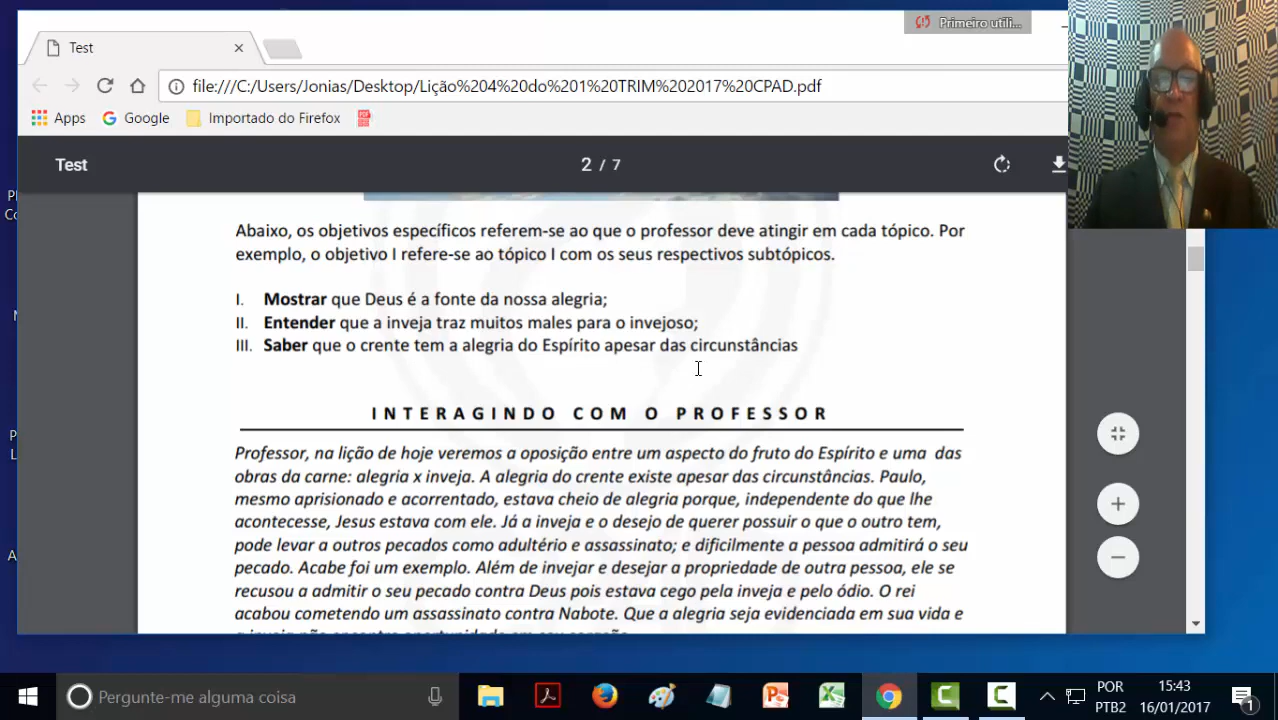 Primeiro utili...
Test
file:///C:/Users/Jonias/Desktop/Lição%204%20do%201%20TRIM%202017%20CPAD.pdf
Apps Google Importado do Firefox
Test 2 / 7
Abaixo, os objetivos específicos referem-se ao que o professor deve atingir em cada tópico. Por
exemplo, o objetivo I refere-se ao tópico I com os seus respectivos subtópicos.
I. Mostrar que Deus é a fonte da nossa alegria;
II. Entender que a inveja traz muitos males para o invejoso;
III. Saber que o crente tem a alegria do Espírito apesar das circunstâncias
INTERAGINDO COM O PROFESSOR
Professor, na lição de hoje veremos a oposição entre um aspecto do fruto do Espírito e uma das
obras da carne: alegria x inveja. A alegria do crente existe apesar das circunstâncias. Paulo,
mesmo aprisionado e acorrentado, estava cheio de alegria porque, independente do que lhe
acontecesse, Jesus estava com ele. Já a inveja e o desejo de querer possuir o que o outro tem,
pode levar a outros pecados como adultério e assassinato; e dificilmente a pessoa admitirá o seu
pecado. Acabe foi um exemplo. Além de invejar e desejar a propriedade de outra pessoa, ele se
recusou a admitir o seu pecado contra Deus pois estava cego pela inveja e pelo ódio. O rei
acabou cometendo um assassinato contra Nabote. Que a alegria seja evidenciada em sua vida e
Pergunte-me alguma coisa
POR
PTB2
15:43
16/01/2017
1